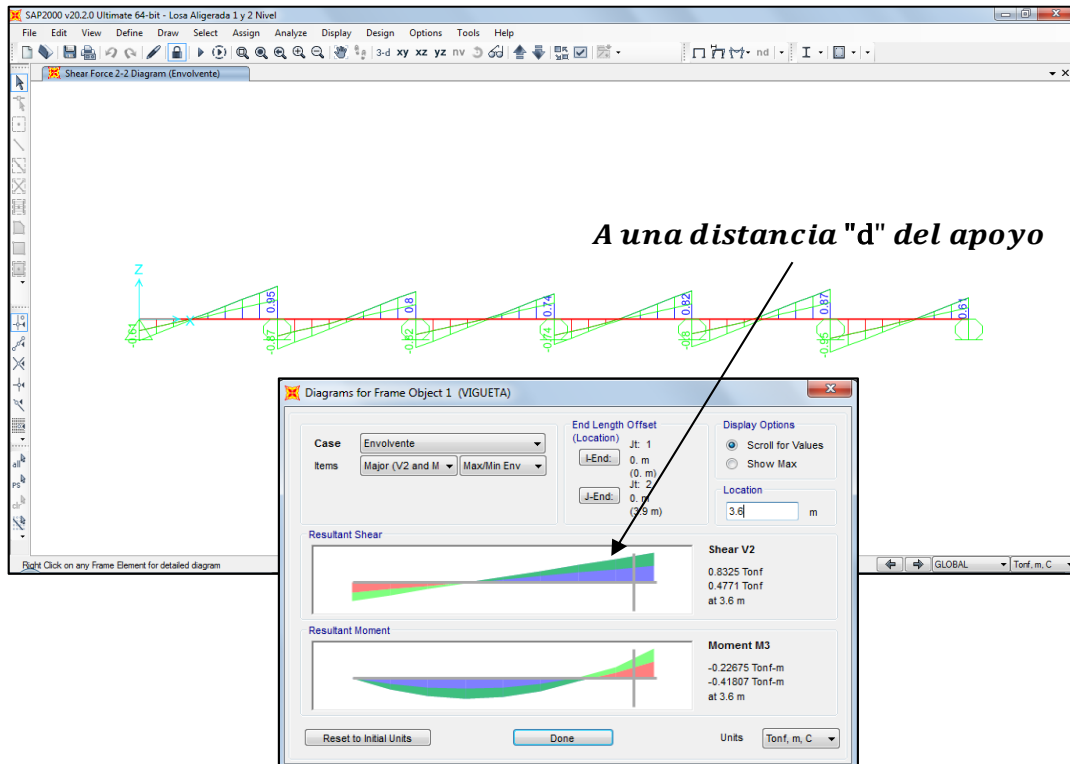 SAP2000 v20.2.0 Ultimate 64-bit - Losa Aligerada 1 y 2 Nivel
File Edit View Define Draw Select Assign Analyze Display Design Options Tools Help
3-d xy xz yz nv nd
Shear Force 2-2 Diagram (Envolvente)
A una distancia "d" del apoyo
Z
X
0.95 0.8 0.74 0.82 0.87 0.61
-0.61 -0.87 -0.82 -0.74 -0.8 -0.95
all
PS
clr
Diagrams for Frame Object 1 (VIGUETA)
Case Envolvente
Items Major (V2 and M Max/Min Env
End Length Offset
(Location)
Jt: 1
I-End: 0. m
(0. m)
Jt: 2
J-End: 0. m
(3.9 m)
Display Options
Scroll for Values
Show Max
Location
3.6 m
Resultant Shear
Shear V2
0.8325 Tonf
0.4771 Tonf
at 3.6 m
Resultant Moment
Moment M3
-0.22675 Tonf-m
-0.41807 Tonf-m
at 3.6 m
Reset to Initial Units Done Units Tonf, m, C
Right Click on any Frame Element for detailed diagram
GLOBAL Tonf, m, C